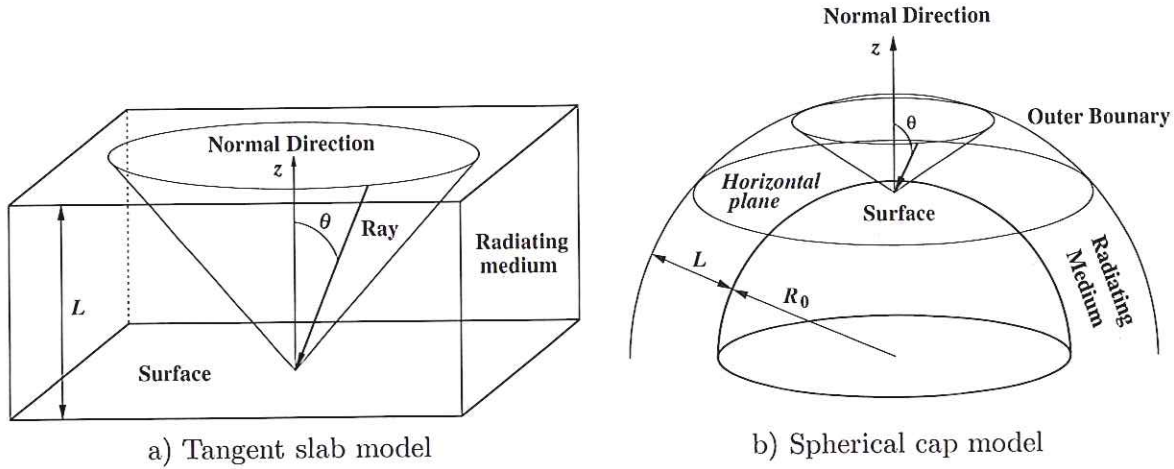 Normal Direction
z
θ
Ray
Radiating
medium
L
Surface
a) Tangent slab model
Normal Direction
z
Outer Bounary
θ
Horizontal
plane
Surface
L
R0
Radiating
Medium
b) Spherical cap model